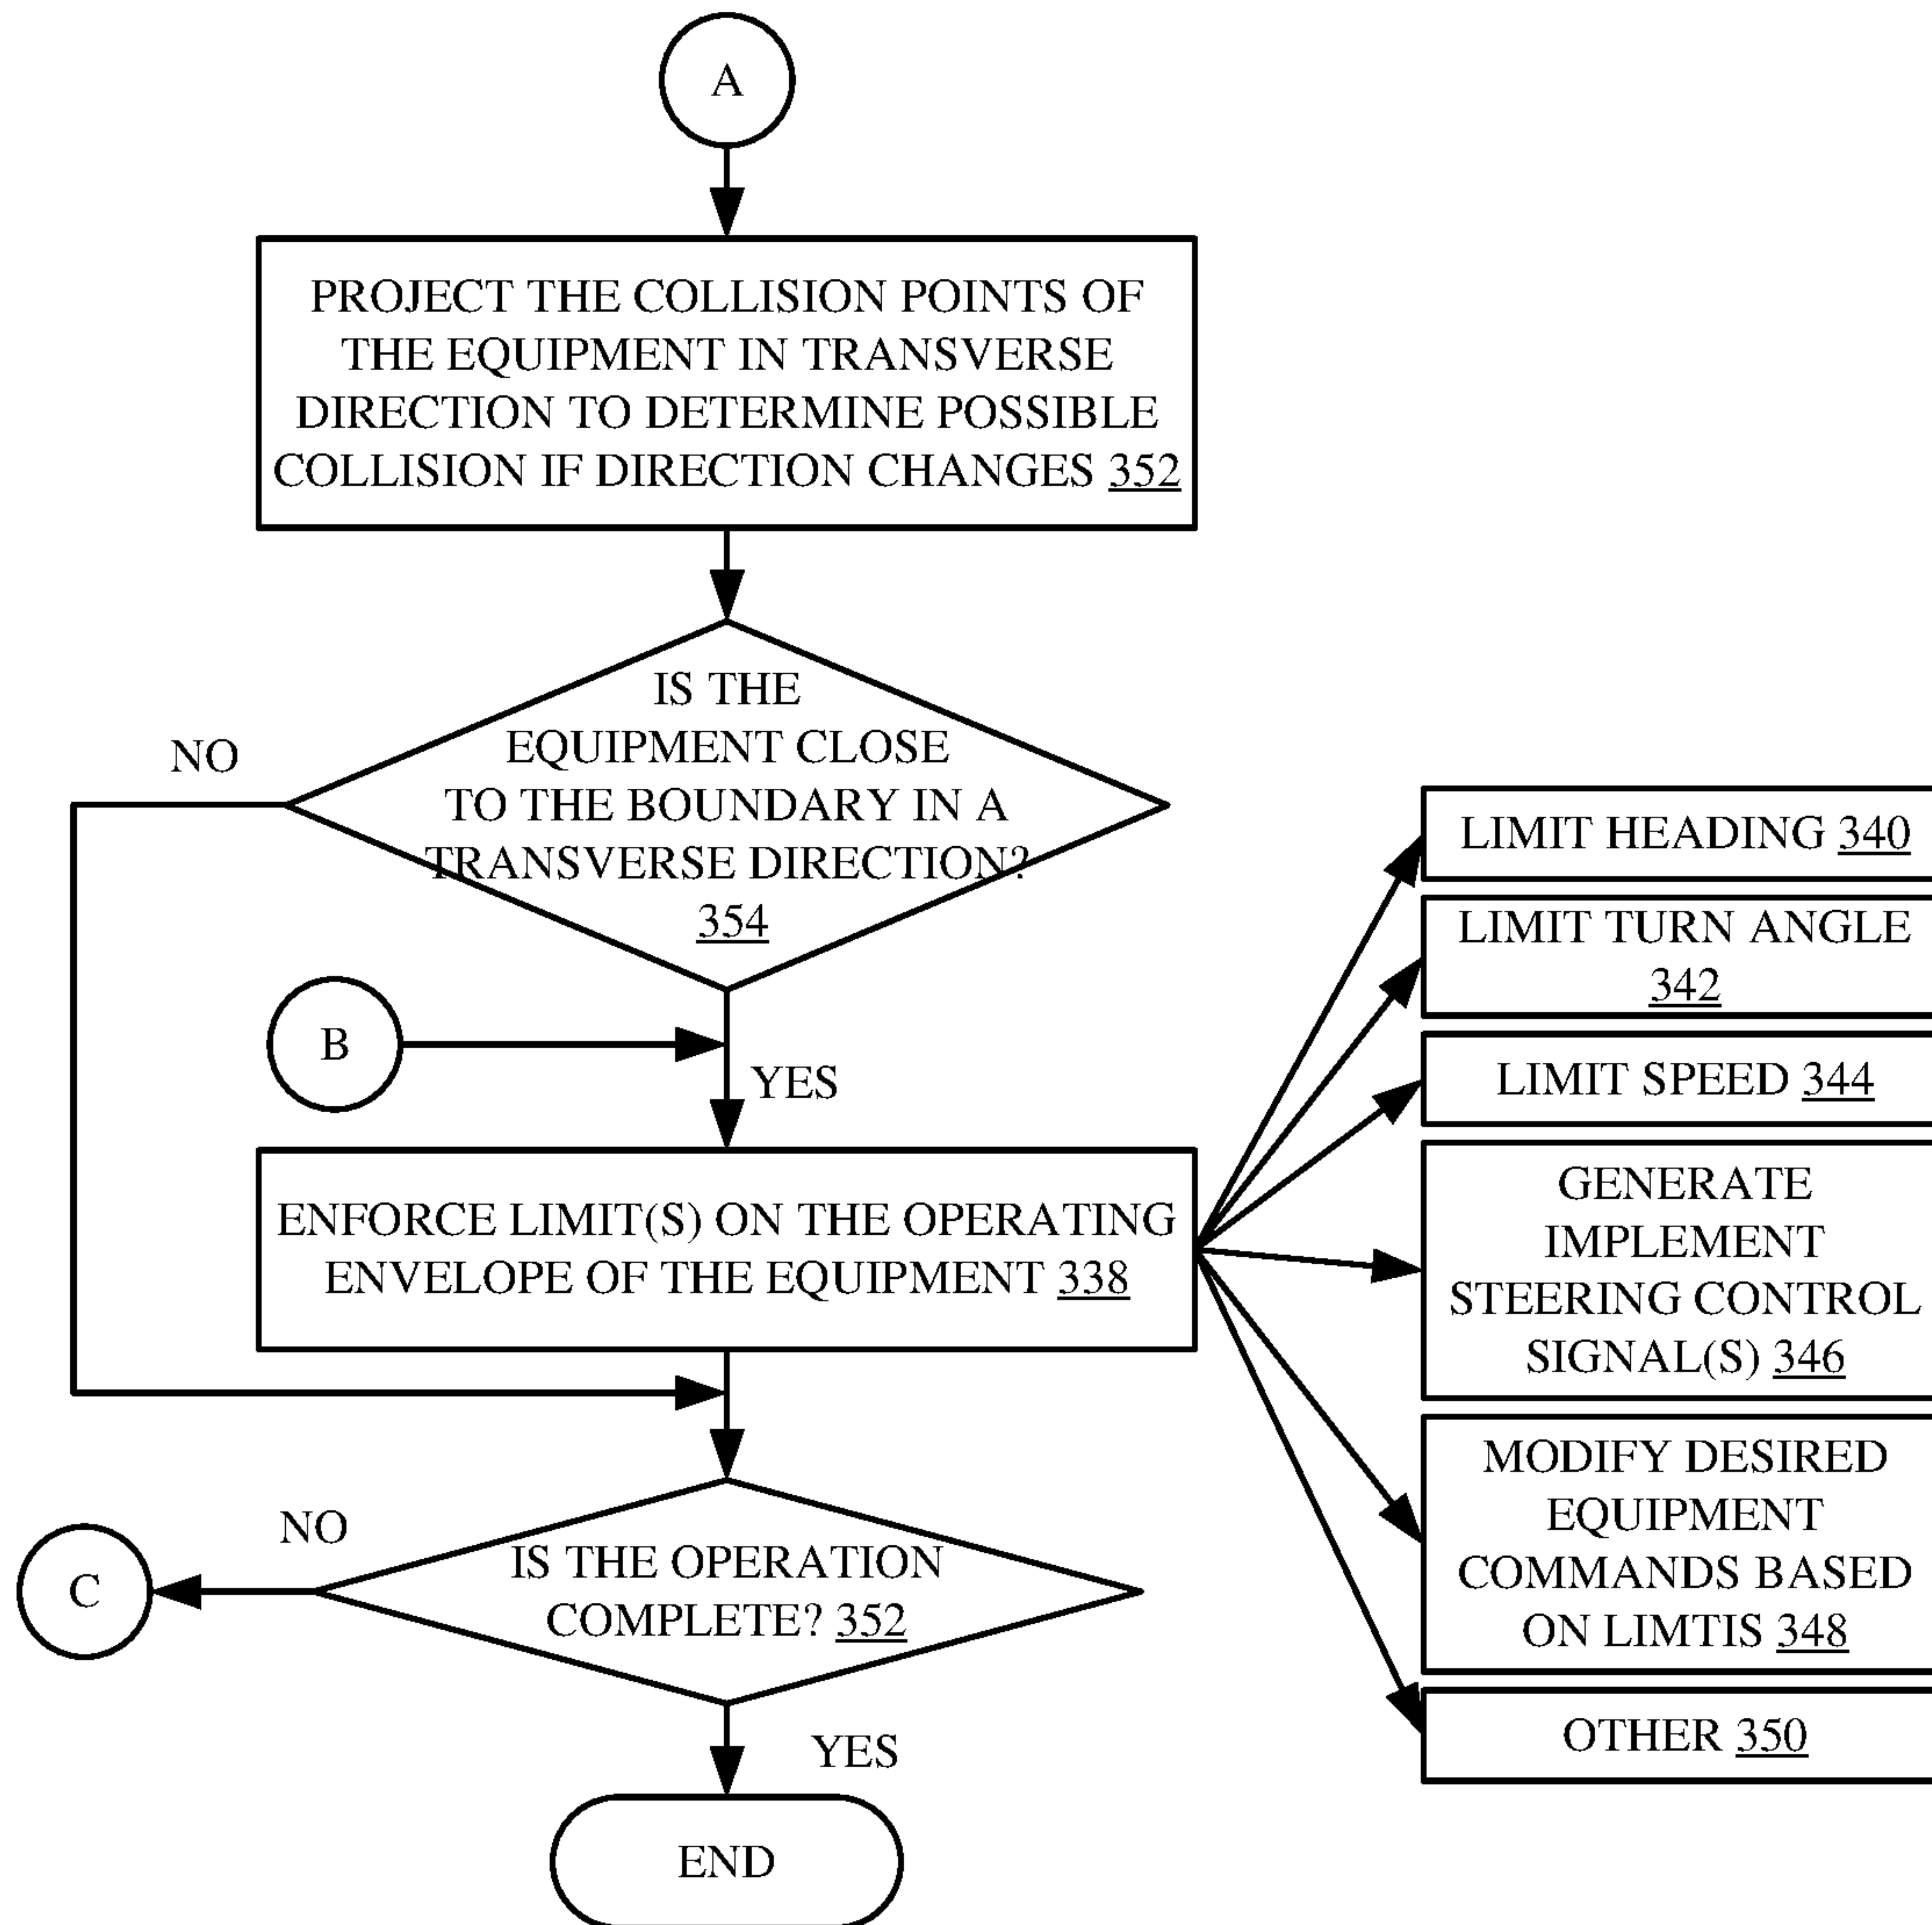 A
PROJECT THE COLLISION POINTS OF
THE EQUIPMENT IN TRANSVERSE
DIRECTION TO DETERMINE POSSIBLE
COLLISION IF DIRECTION CHANGES 352
IS THE
EQUIPMENT CLOSE
TO THE BOUNDARY IN A
TRANSVERSE DIRECTION?
354
NO
B
YES
ENFORCE LIMIT(S) ON THE OPERATING
ENVELOPE OF THE EQUIPMENT 338
LIMIT HEADING 340
LIMIT TURN ANGLE
342
LIMIT SPEED 344
GENERATE
IMPLEMENT
STEERING CONTROL
SIGNAL(S) 346
MODIFY DESIRED
EQUIPMENT
COMMANDS BASED
ON LIMTIS 348
OTHER 350
IS THE OPERATION
COMPLETE? 352
NO
C
YES
END